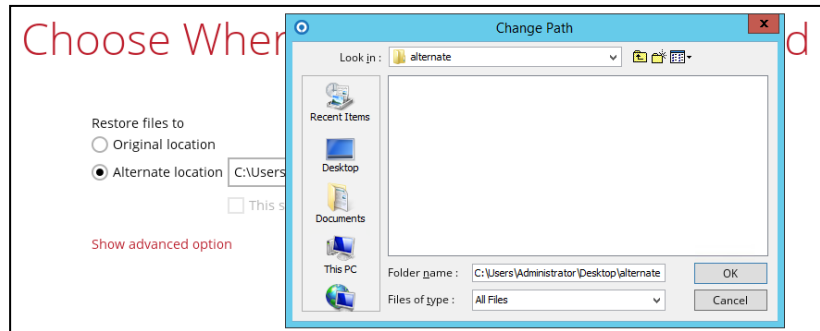 Choose Wher
d
Restore files to
Original location
Alternate location C:\Users
This s
Show advanced option
Change Path
x
Look in : alternate
Recent Items
Desktop
Documents
This PC
Folder name : C:\Users\Administrator\Desktop\alternate OK
Files of type : All Files Cancel